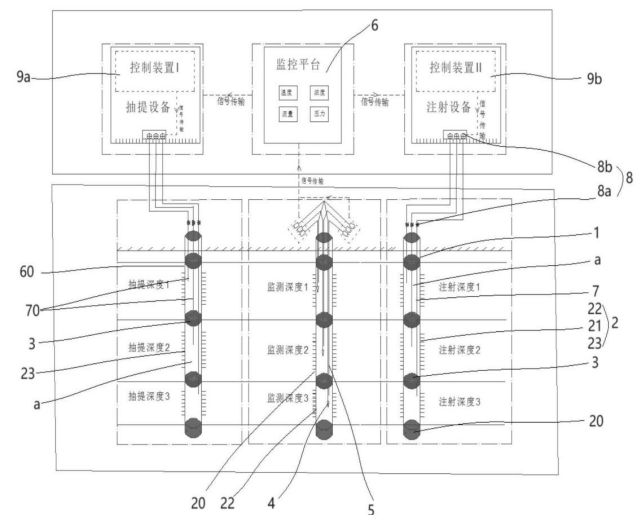 6
控制装置I
监控平台
控制装置II
9a
9b
温度
浓度
信号传输
信号传输
抽提设备
注射设备
信号传输
信号传输
流量
压力
8b
8
8a
信号传输
1
60
a
抽提深度1
监测深度1
注射深度1
7
70
22
3
21
2
抽提深度2
监测深度2
注射深度2
23
23
3
a
抽提深度3
监测深度3
注射深度3
20
20
22
4
5